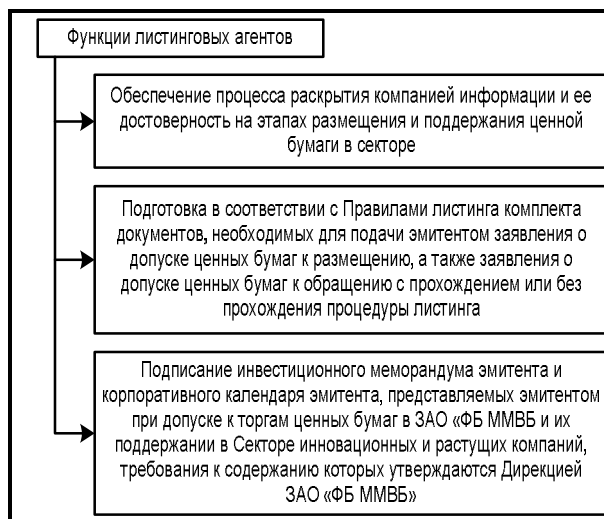 Функции листинговых агентов
Обеспечение процесса раскрытия компанией информации и ее
достоверность на этапах размещения и поддержания ценной
бумаги в секторе
Подготовка в соответствии с Правилами листинга комплекта
документов, необходимых для подачи эмитентом заявления о
допуске ценных бумаг к размещению, а также заявления о
допуске ценных бумаг к обращению с прохождением или без
прохождения процедуры листинга
Подписание инвестиционного меморандума эмитента и
корпоративного календаря эмитента, представляемых эмитентом
при допуске к торгам ценных бумаг в ЗАО «ФБ ММВБ и их
поддержании в Секторе инновационных и растущих компаний,
требования к содержанию которых утверждаются Дирекцией
ЗАО «ФБ ММВБ»